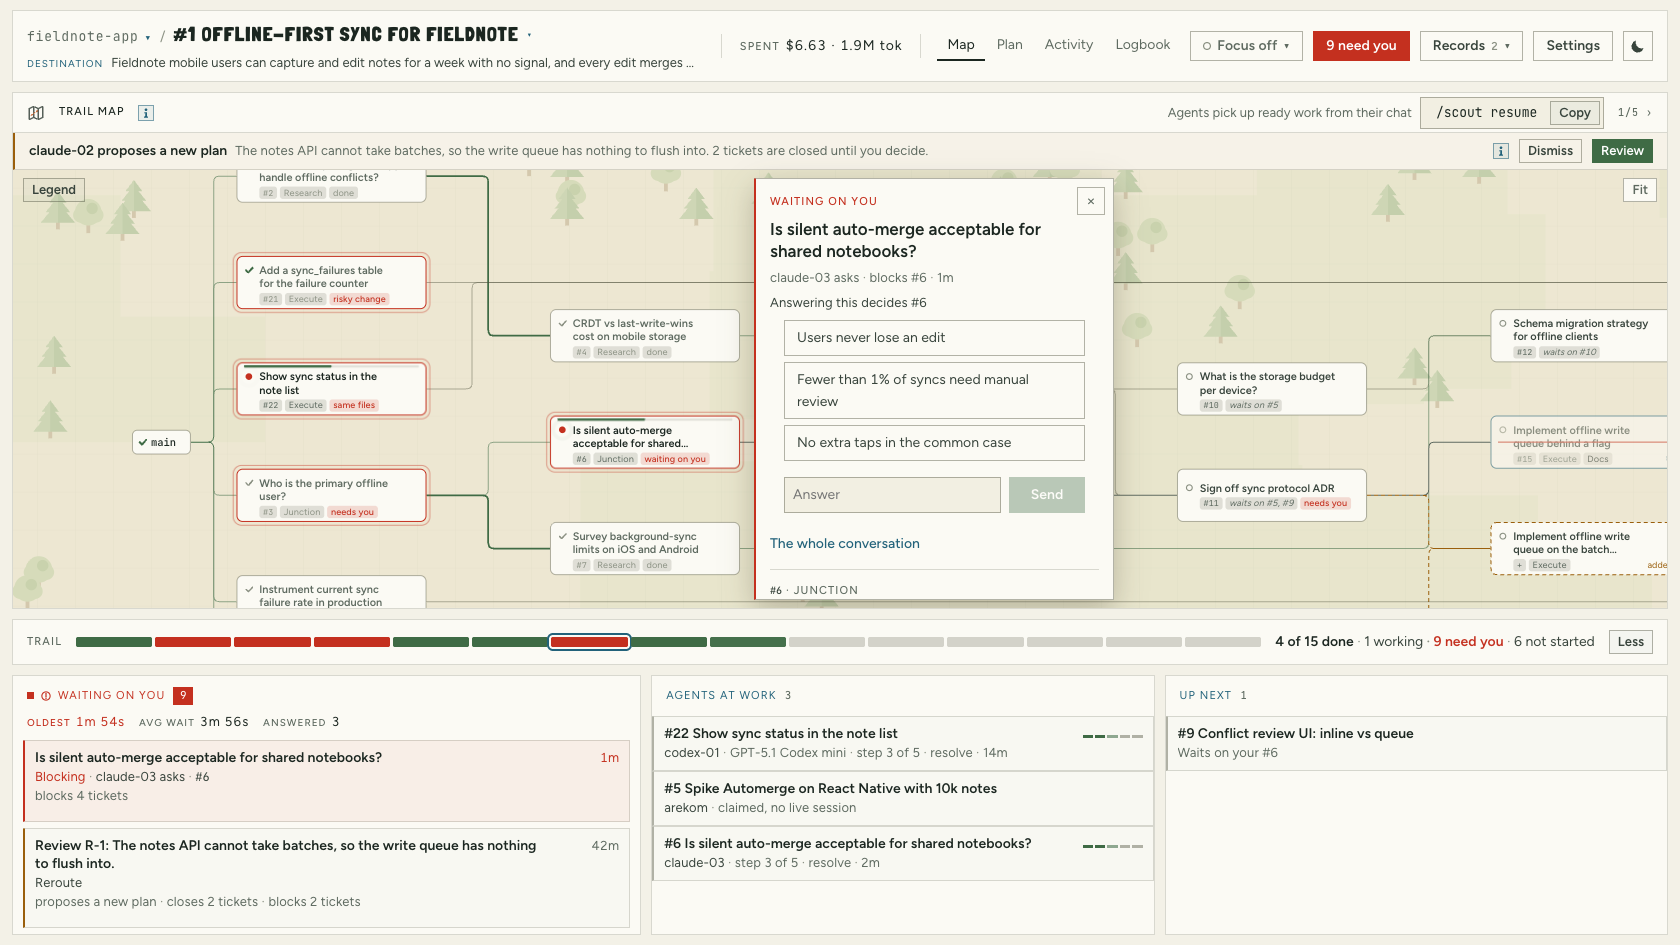 fieldnote-app ▾ / #1 OFFLINE-FIRST SYNC FOR FIELDNOTE ▾
DESTINATION Fieldnote mobile users can capture and edit notes for a week with no signal, and every edit merges …
SPENT $6.63 · 1.9M tok
Map Plan Activity Logbook
Focus off ▾
9 need you
Records 2 ▾
Settings
TRAIL MAP i
Agents pick up ready work from their chat
/scout resume Copy
1/5 ›
claude-02 proposes a new plan The notes API cannot take batches, so the write queue has nothing to flush into. 2 tickets are closed until you decide.
i Dismiss Review
Legend
Fit
handle offline conflicts?
#2 Research done
Add a sync_failures table
for the failure counter
#21 Execute risky change
Show sync status in the
note list
#22 Execute same files
main
Who is the primary offline
user?
#3 Junction needs you
Instrument current sync
failure rate in production
CRDT vs last-write-wins
cost on mobile storage
#4 Research done
Is silent auto-merge
acceptable for shared…
#6 Junction waiting on you
Survey background-sync
limits on iOS and Android
#7 Research done
WAITING ON YOU
×
Is silent auto-merge acceptable for
shared notebooks?
claude-03 asks · blocks #6 · 1m
Answering this decides #6
Users never lose an edit
Fewer than 1% of syncs need manual
review
No extra taps in the common case
Answer
Send
The whole conversation
#6 · JUNCTION
What is the storage budget
per device?
#10 waits on #5
Sign off sync protocol ADR
#11 waits on #5, #9 needs you
Schema migration strategy
for offline clients
#12 waits on #10
Implement offline write
queue behind a flag
#15 Execute Docs
Implement offline write
queue on the batch…
+ Execute
adde
TRAIL
4 of 15 done · 1 working · 9 need you · 6 not started
Less
WAITING ON YOU 9
OLDEST 1m 54s AVG WAIT 3m 56s ANSWERED 3
Is silent auto-merge acceptable for shared notebooks? 1m
Blocking · claude-03 asks · #6
blocks 4 tickets
Review R-1: The notes API cannot take batches, so the write queue has nothing 42m
to flush into.
Reroute
proposes a new plan · closes 2 tickets · blocks 2 tickets
AGENTS AT WORK 3
#22 Show sync status in the note list
codex-01 · GPT-5.1 Codex mini · step 3 of 5 · resolve · 14m
#5 Spike Automerge on React Native with 10k notes
arekom · claimed, no live session
#6 Is silent auto-merge acceptable for shared notebooks?
claude-03 · step 3 of 5 · resolve · 2m
UP NEXT 1
#9 Conflict review UI: inline vs queue
Waits on your #6